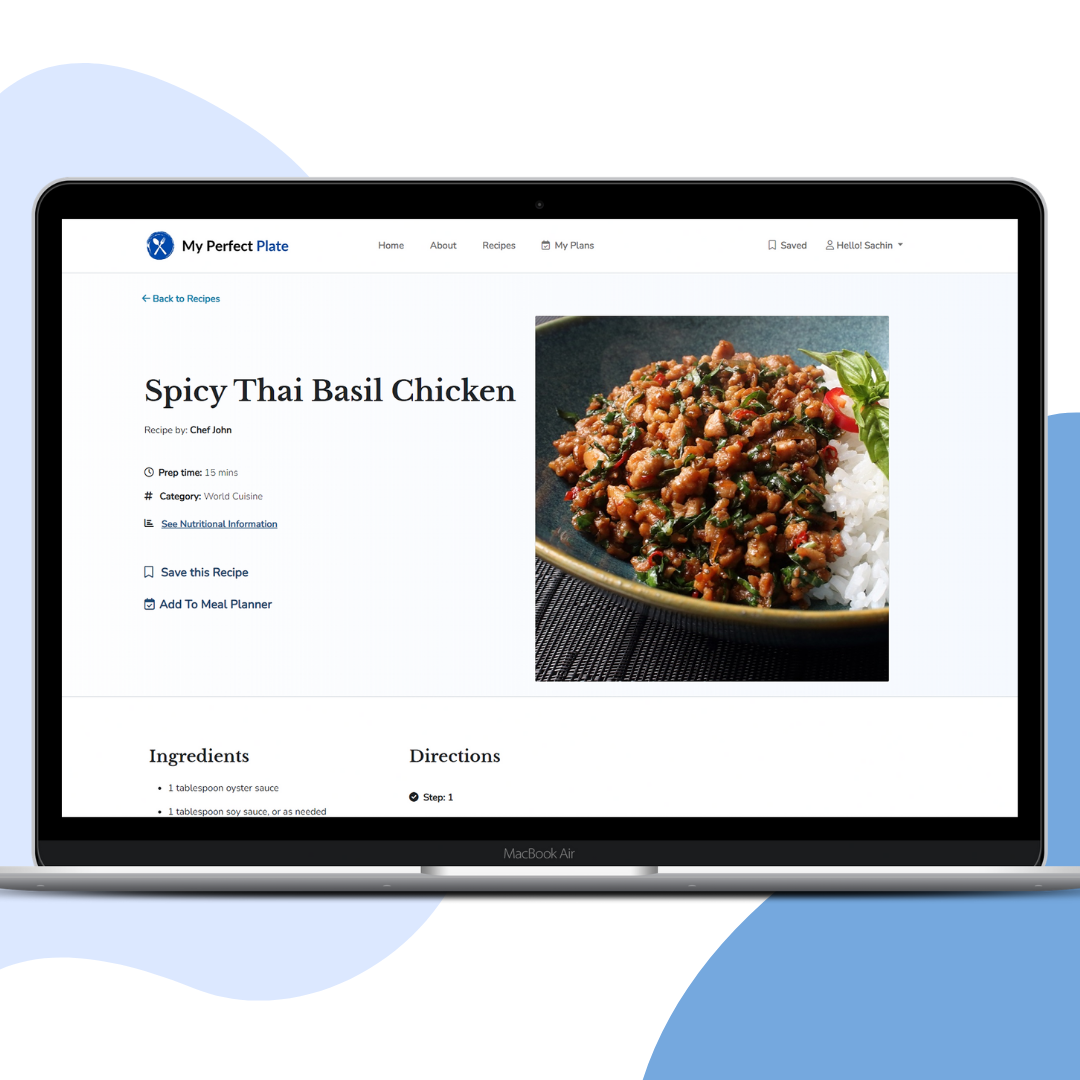 My Perfect Plate
Home About Recipes My Plans
Saved Hello! Sachin
Back to Recipes
Spicy Thai Basil Chicken
Recipe by: Chef John
Prep time: 15 mins
# Category: World Cuisine
See Nutritional Information
Save this Recipe
Add To Meal Planner
Ingredients
• 1 tablespoon oyster sauce
• 1 tablespoon soy sauce, or as needed
Directions
Step: 1
MacBook Air